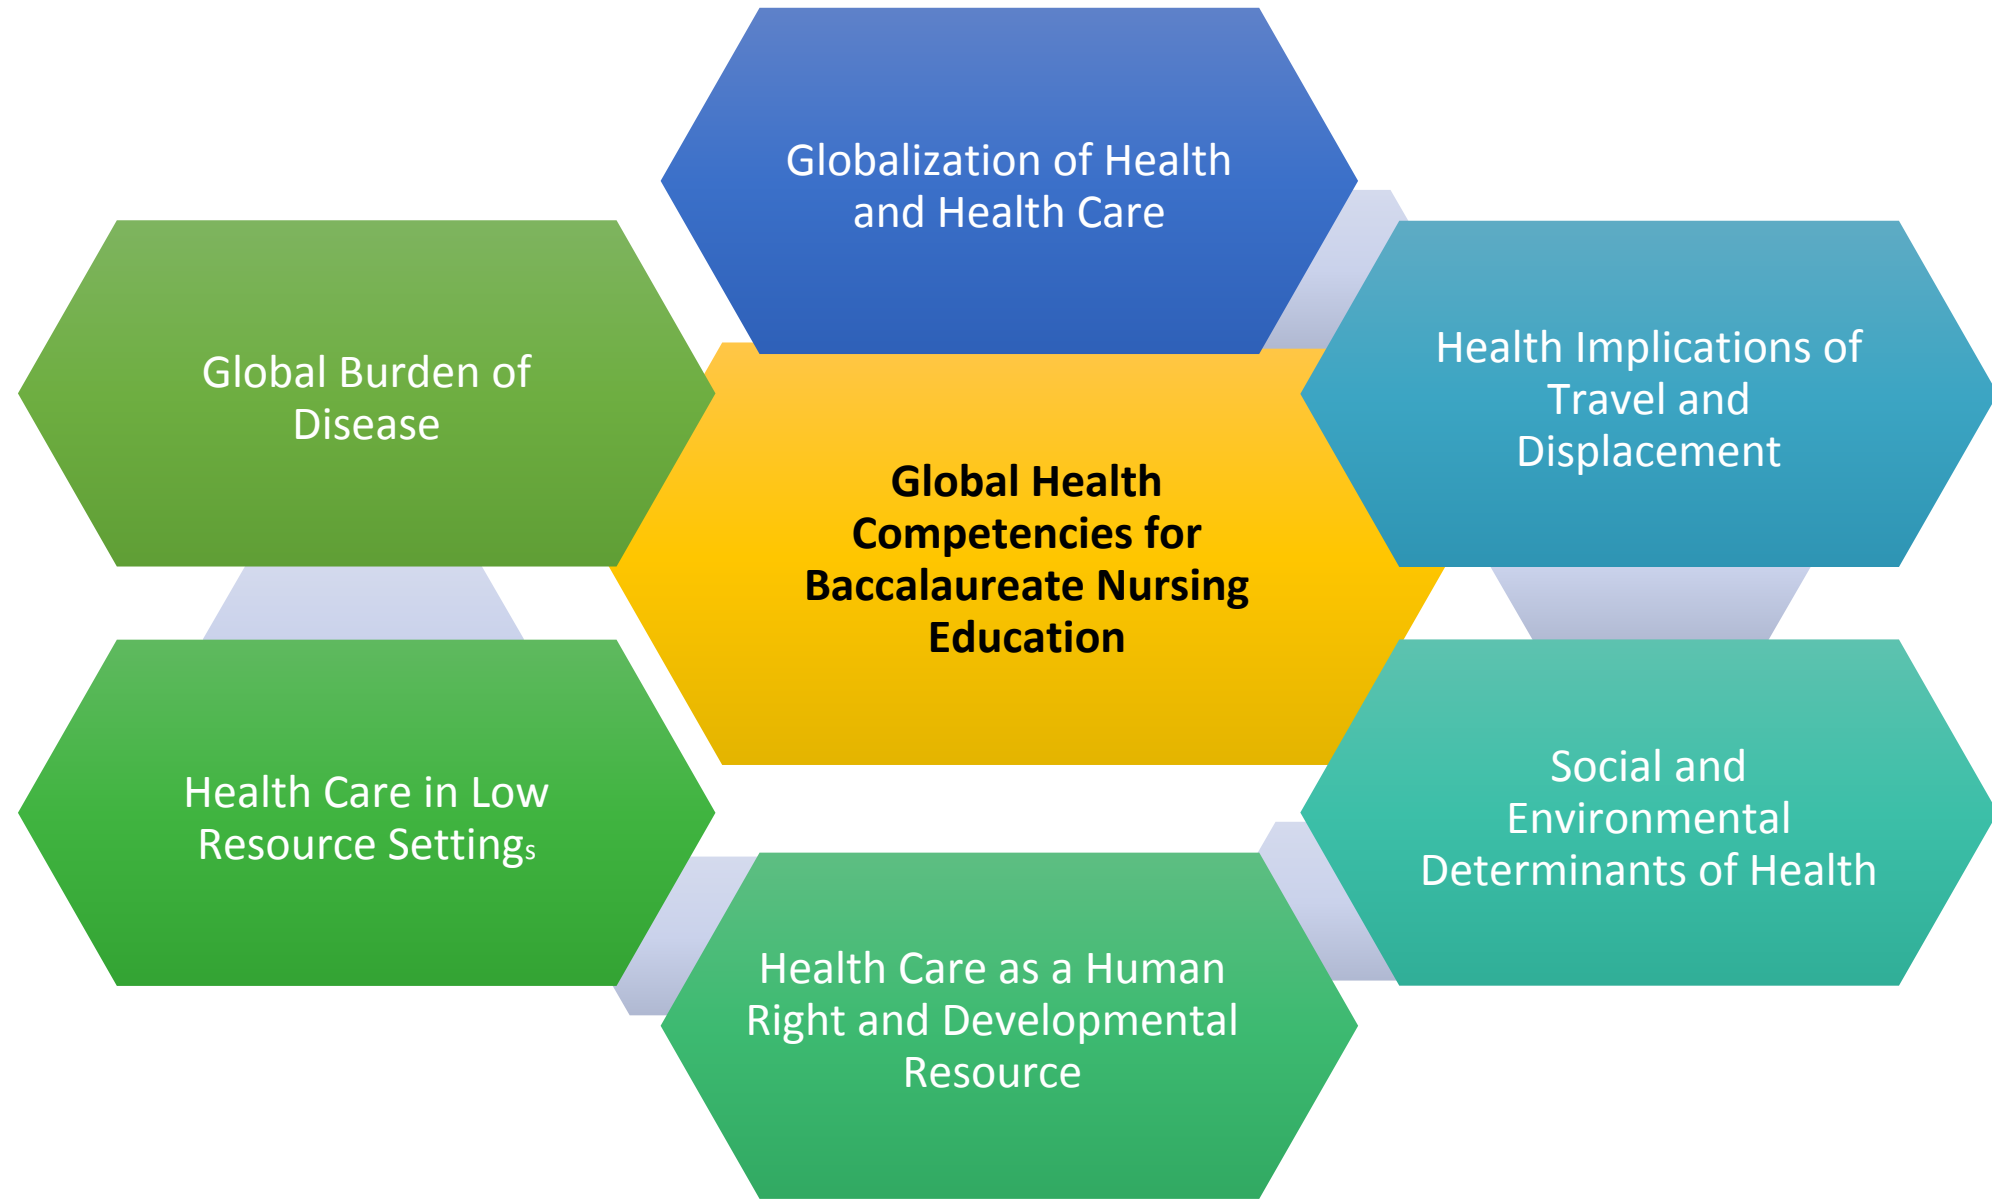 Globalization of Health
and Health Care
Health Implications of
Travel and
Displacement
Global Burden of
Disease
Global Health
Competencies for
Baccalaureate Nursing
Education
Social and
Environmental
Determinants of Health
Health Care in Low
Resource Settings
Health Care as a Human
Right and Developmental
Resource